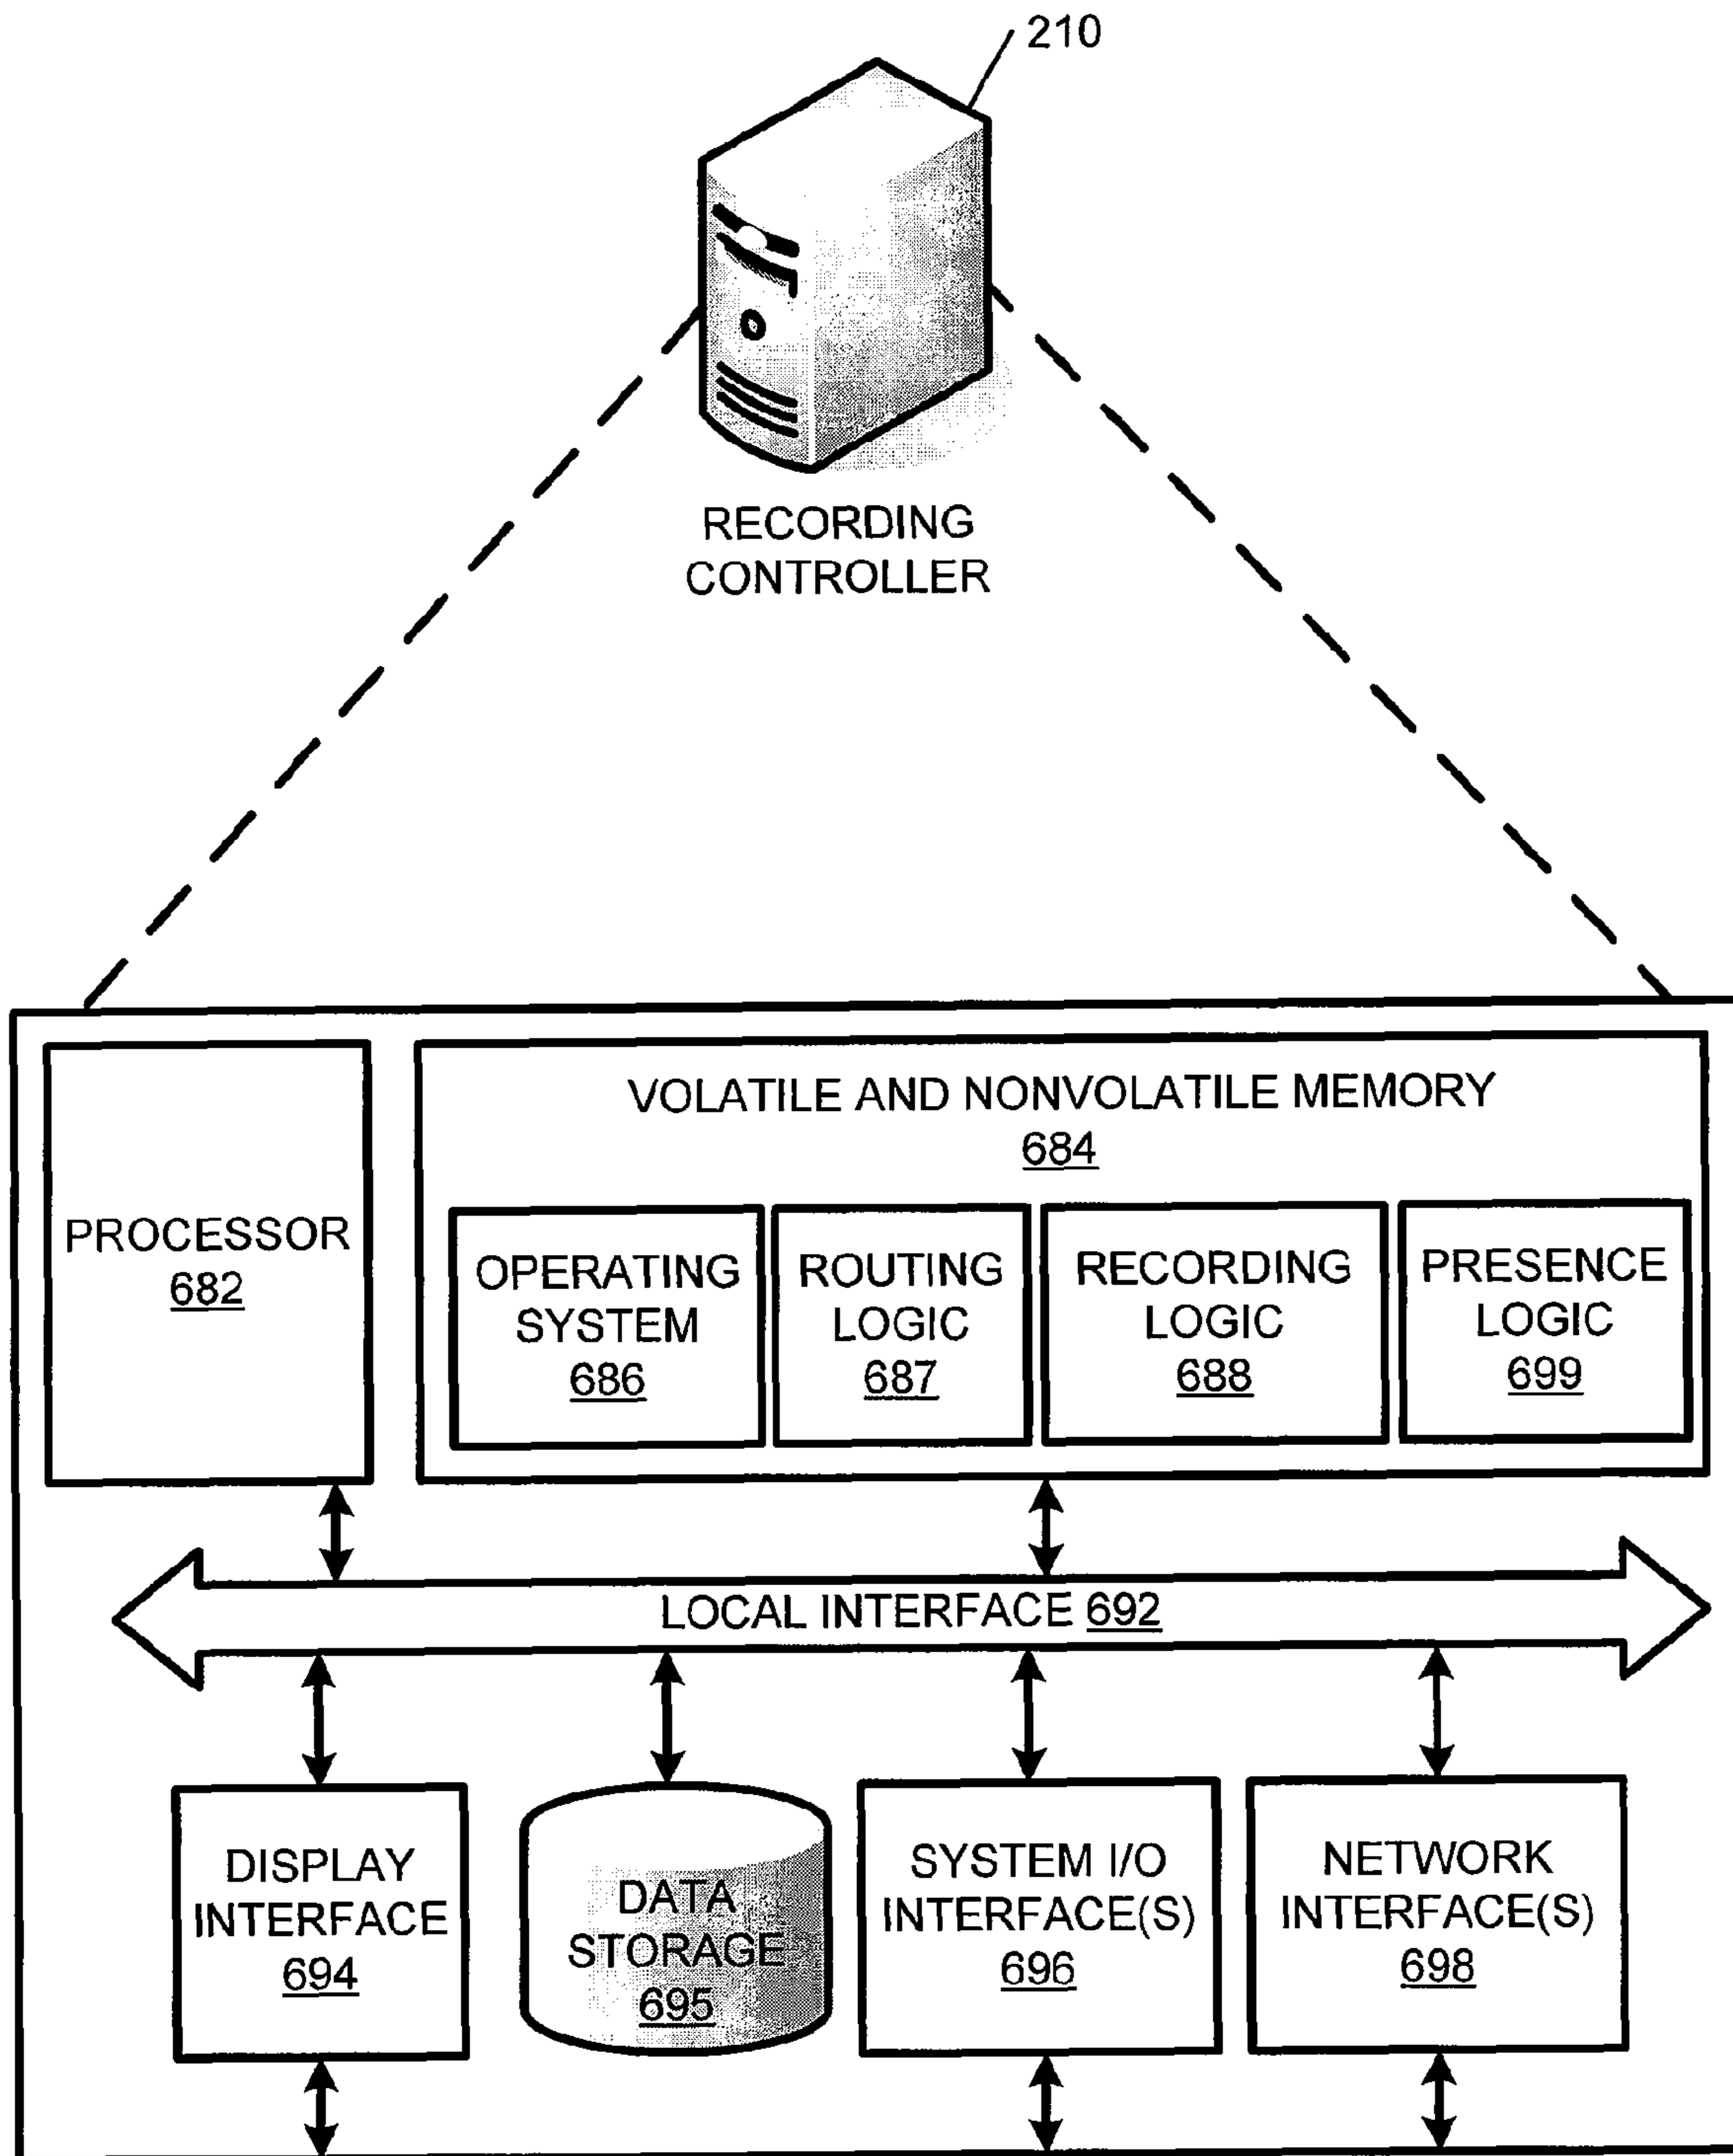 210
RECORDING
CONTROLLER
VOLATILE AND NONVOLATILE MEMORY
684
PROCESSOR
682
OPERATING
SYSTEM
686
ROUTING
LOGIC
687
RECORDING
LOGIC
688
PRESENCE
LOGIC
699
LOCAL INTERFACE 692
DISPLAY
INTERFACE
694
DATA
STORAGE
695
SYSTEM I/O
INTERFACE(S)
696
NETWORK
INTERFACE(S)
698